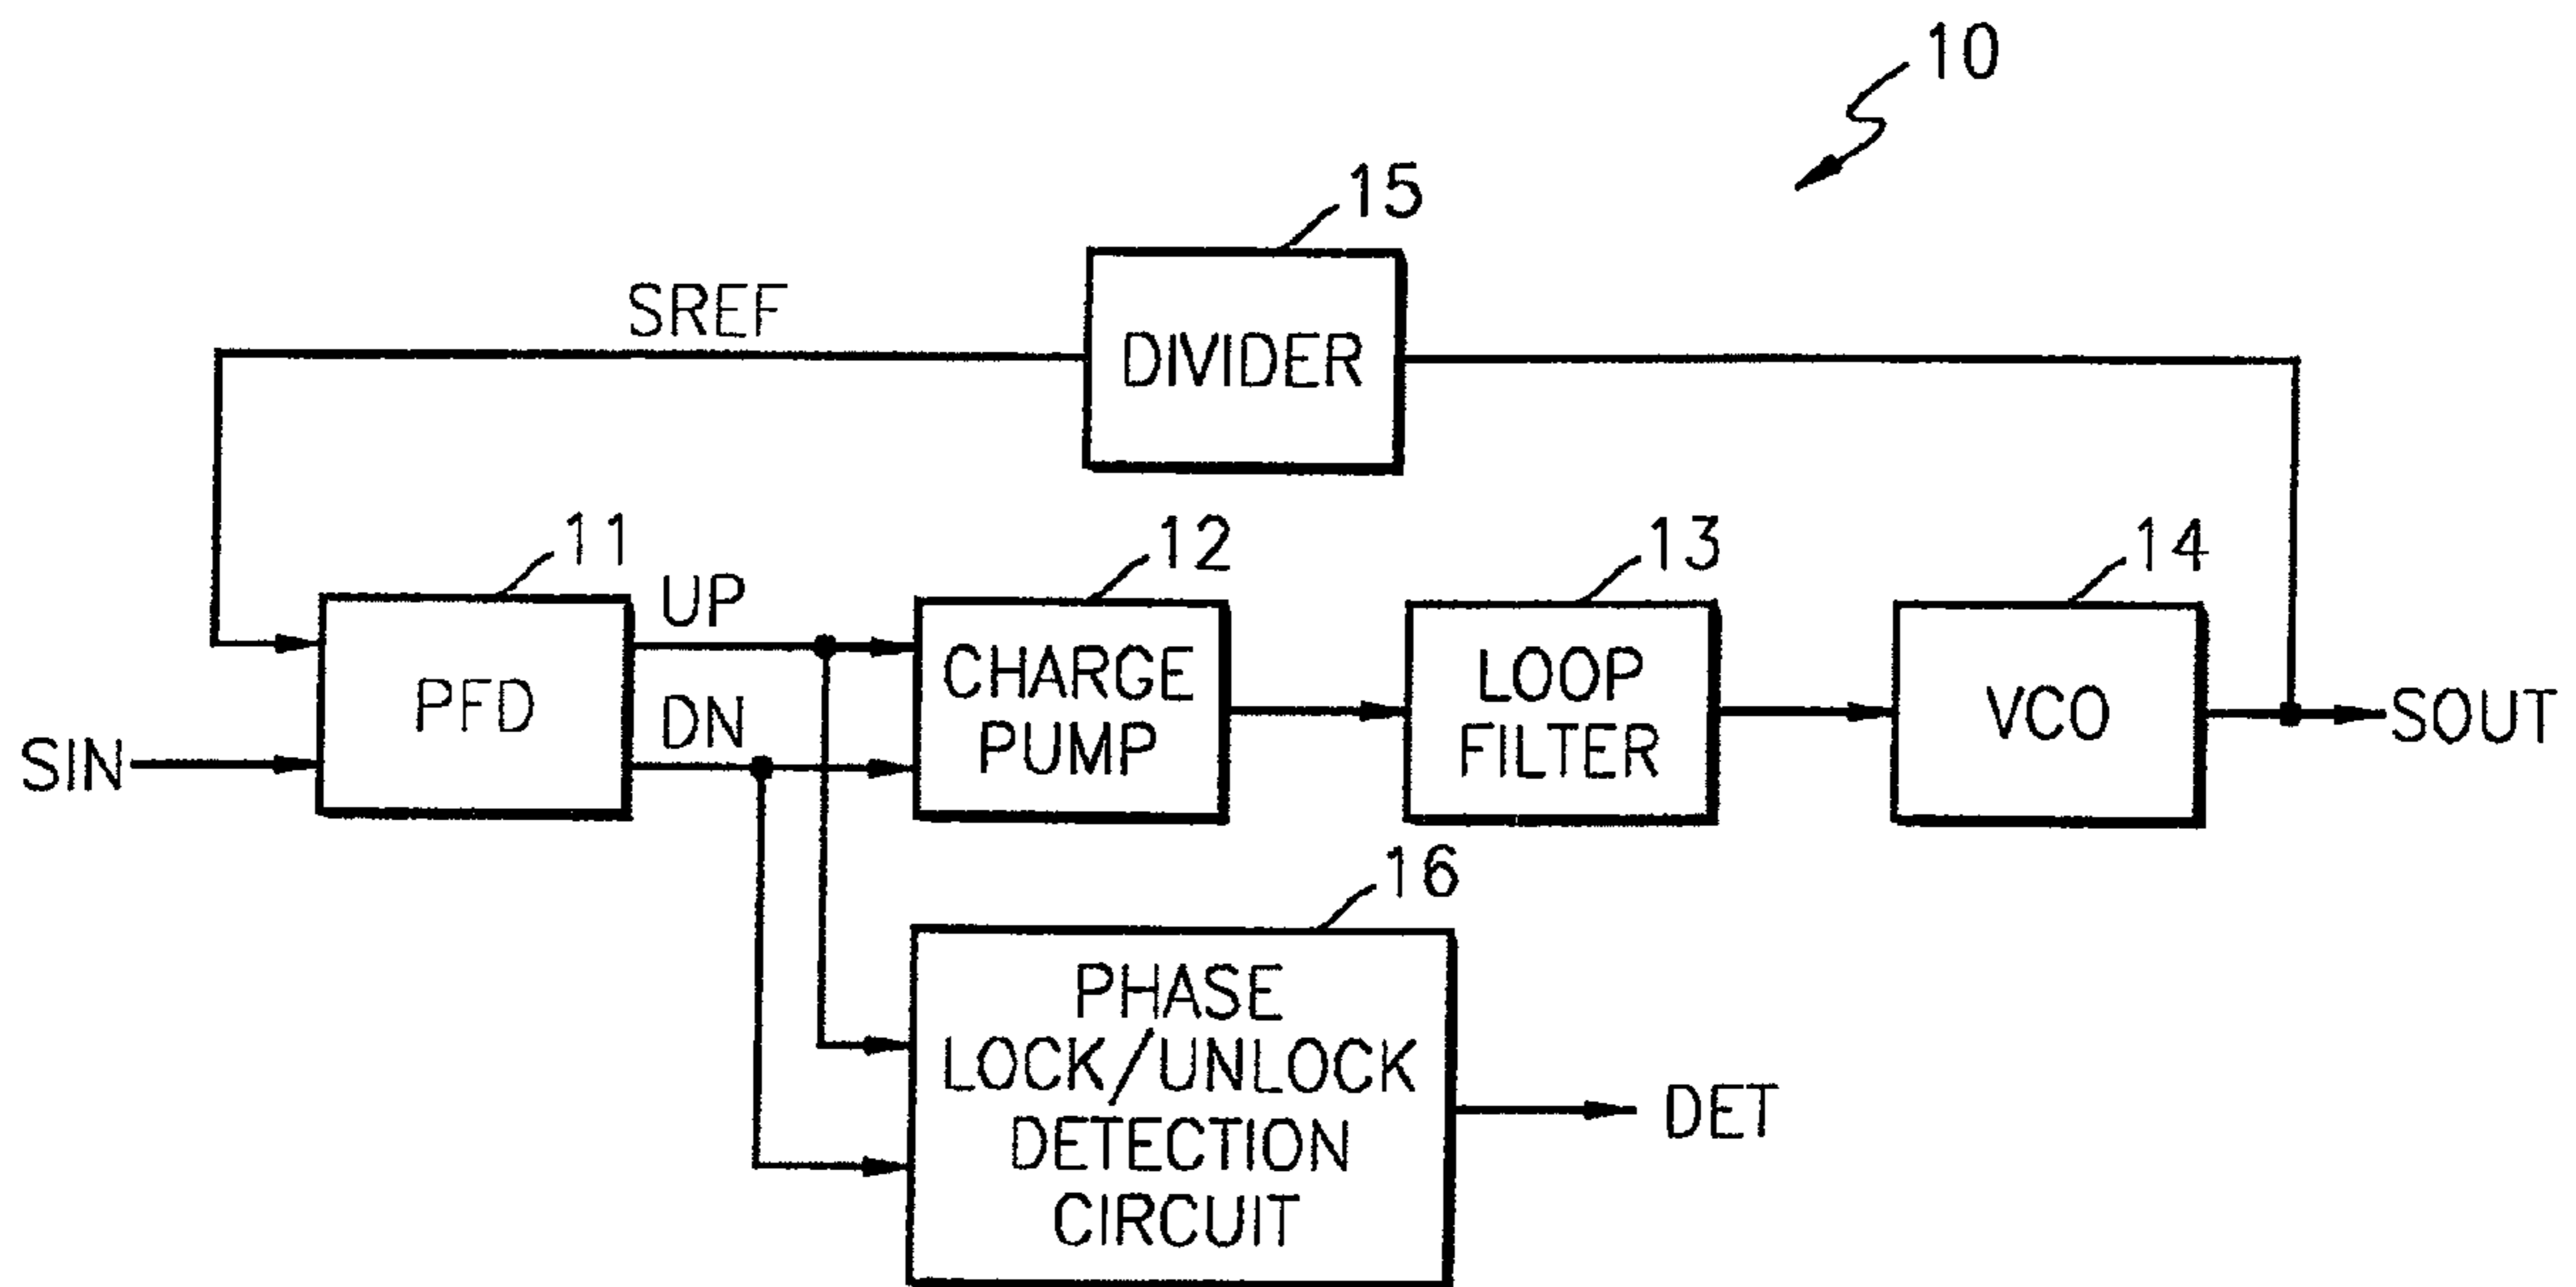 10
15
SREF
DIVIDER
11
12
13
14
UP
CHARGE
PUMP
LOOP
FILTER
PFD
DN
VCO
SIN
SOUT
16
PHASE
LOCK/UNLOCK
DETECTION
CIRCUIT
DET